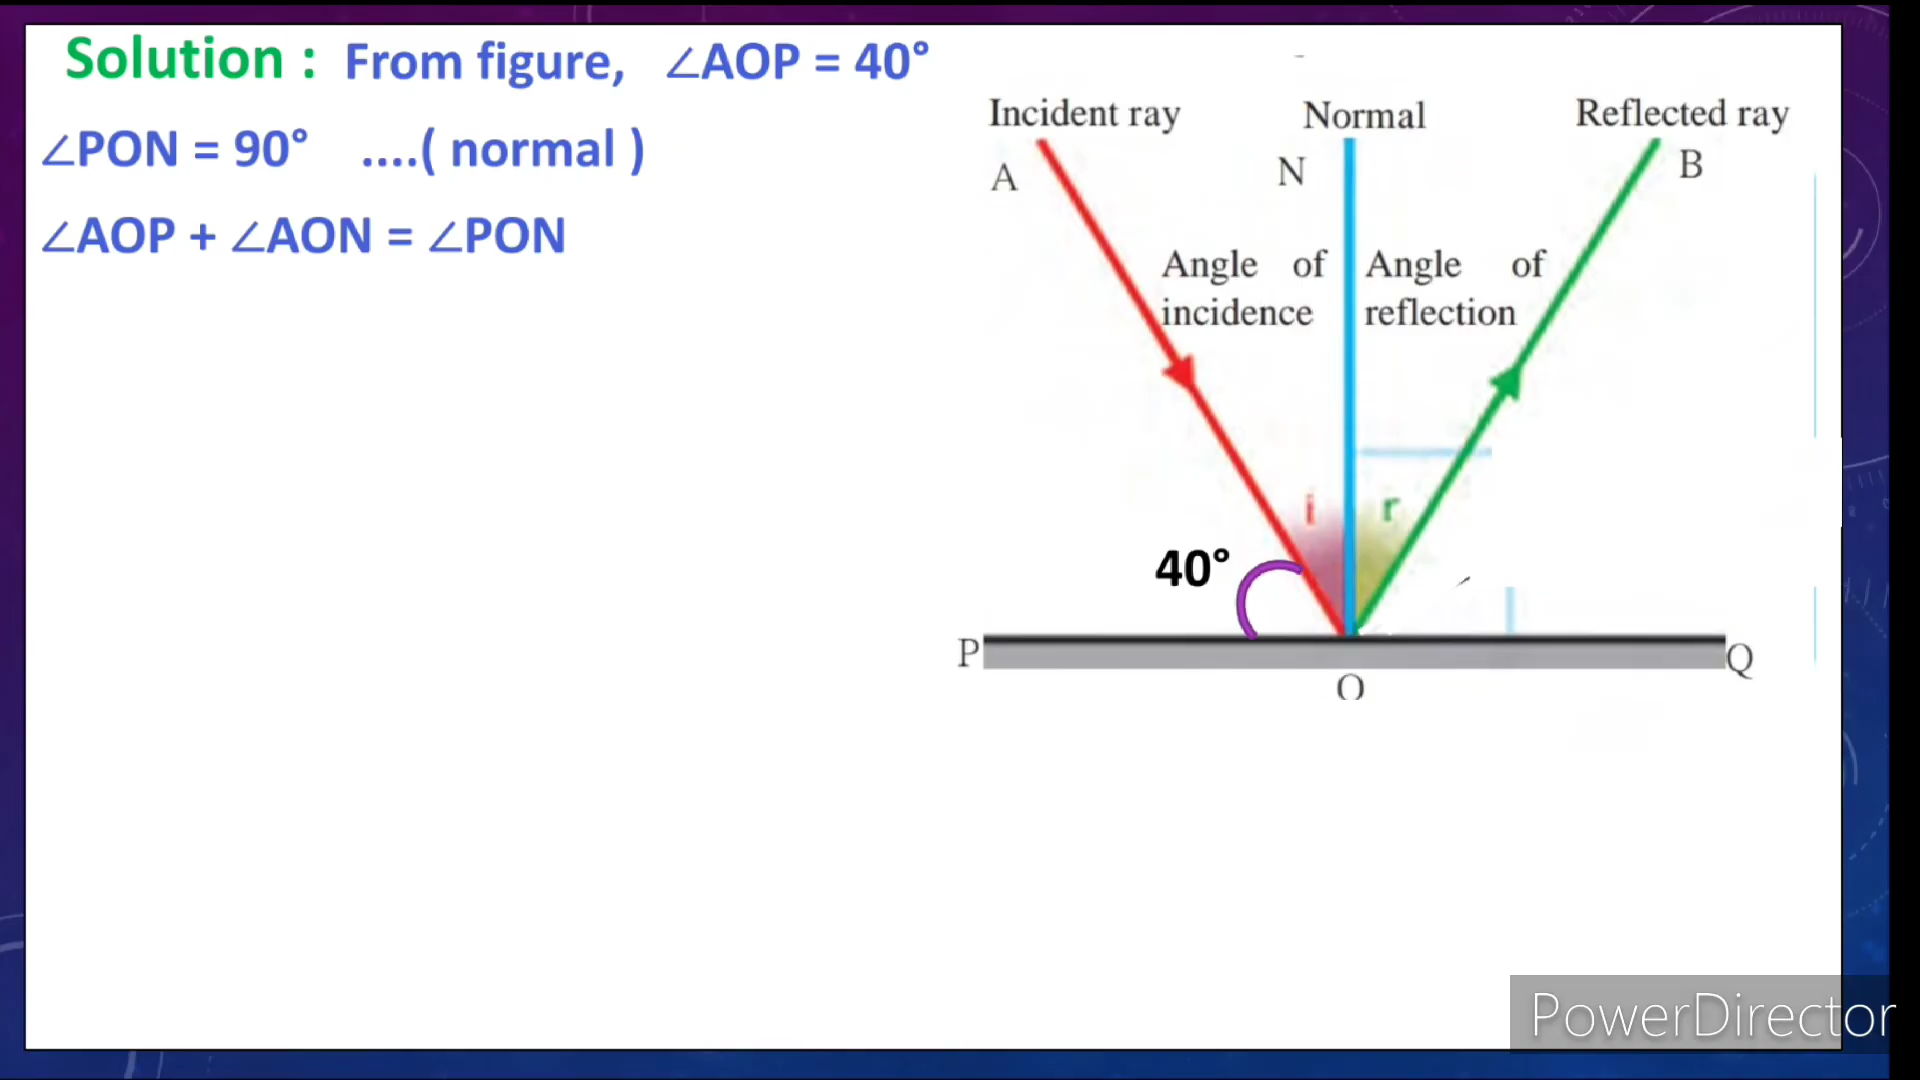 Solution : From figure, ∠AOP = 40°
∠PON = 90° ....( normal )
∠AOP + ∠AON = ∠PON
Incident ray
Normal
Reflected ray
A
N
B
Angle of
incidence
Angle of
reflection
i
r
40°
P
Q
O
PowerDirector